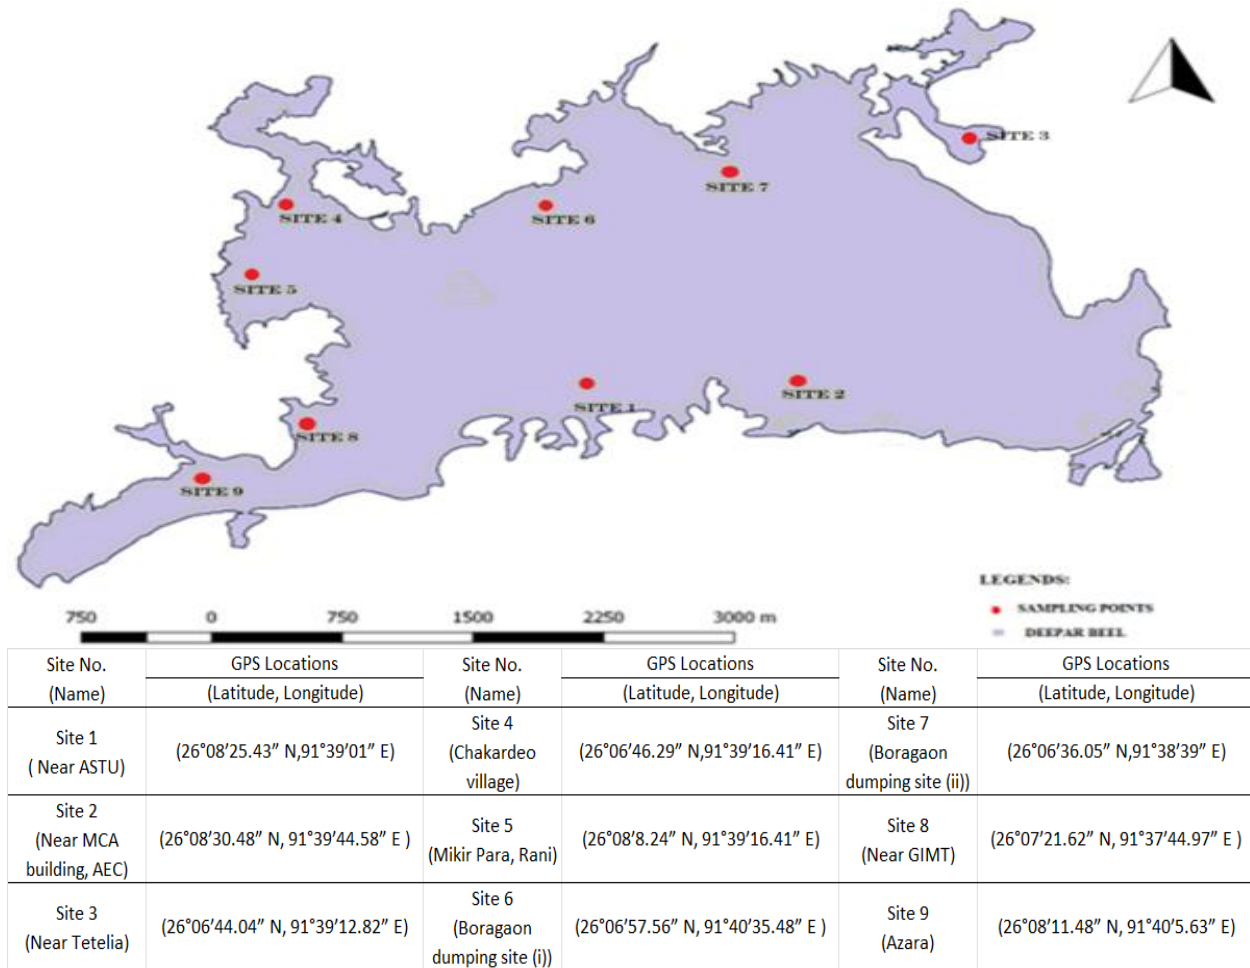 SITE 3
SITE 7
SITE 4
SITE 6
SITE 5
SITE 2
SITE 1
SITE 8
SITE 9
LEGENDS:
SAMPLING POINTS
DEEPAR BEEL
750 0 750 1500 2250 3000 m
Site No. GPS Locations Site No. GPS Locations Site No. GPS Locations
(Name) (Latitude, Longitude) (Name) (Latitude, Longitude) (Name) (Latitude, Longitude)
Site 1
( Near ASTU)
(26°08’25.43” N,91°39’01” E)
Site 4
(Chakardeo
village)
(26°06’46.29” N,91°39’16.41” E)
Site 7
(Boragaon
dumping site (ii))
(26°06’36.05” N,91°38’39” E)
Site 2
(Near MCA
building, AEC)
(26°08’30.48” N, 91°39’44.58” E )
Site 5
(Mikir Para, Rani)
(26°08’8.24” N, 91°39’16.41” E)
Site 8
(Near GIMT)
(26°07’21.62” N, 91°37’44.97” E )
Site 3
(Near Tetelia)
(26°06’44.04” N, 91°39’12.82” E)
Site 6
(Boragaon
dumping site (i))
(26°06’57.56” N, 91°40’35.48” E )
Site 9
(Azara)
(26°08’11.48” N, 91°40’5.63” E)